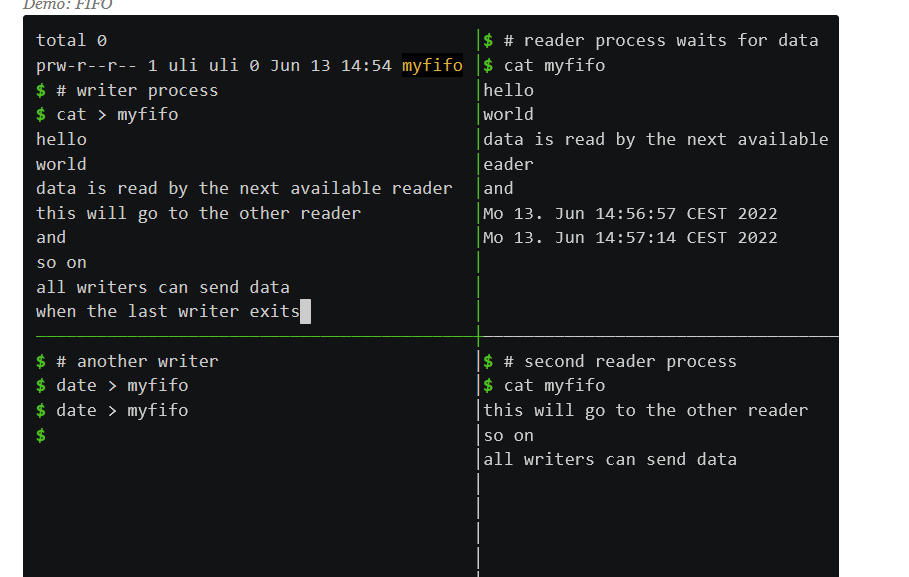 Demo: FIFO
total 0
prw-r--r-- 1 uli uli 0 Jun 13 14:54 myfifo
$ # writer process
$ cat > myfifo
hello
world
data is read by the next available reader
this will go to the other reader
and
so on
all writers can send data
when the last writer exits
$ # reader process waits for data
$ cat myfifo
hello
world
data is read by the next available
eader
and
Mo 13. Jun 14:56:57 CEST 2022
Mo 13. Jun 14:57:14 CEST 2022
$ # another writer
$ date > myfifo
$ date > myfifo
$
$ # second reader process
$ cat myfifo
this will go to the other reader
so on
all writers can send data